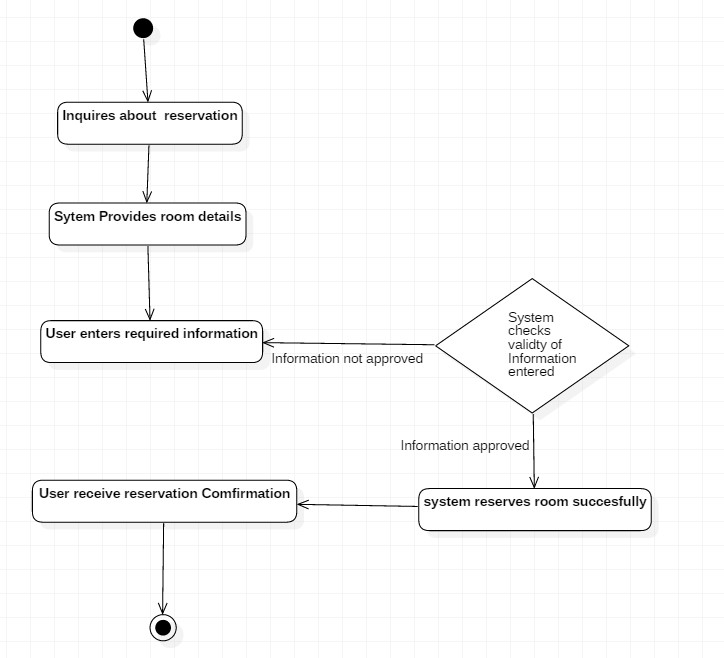 Inquires about  reservation
Sytem Provides room details
User enters required information
System
checks
validty of
Information
entered
Information not approved
Information approved
User receive reservation Comfirmation
system reserves room succesfully